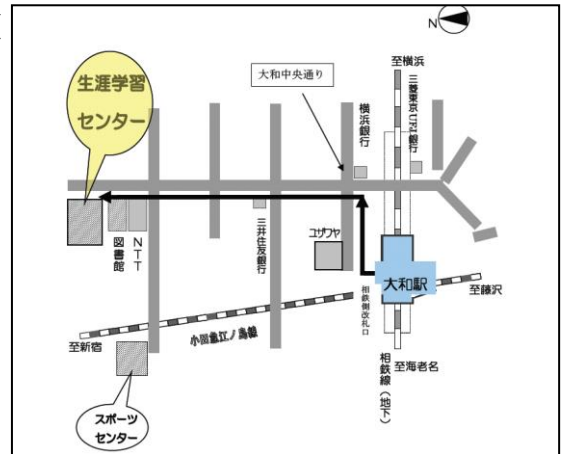 N
至横浜
大和中央通り
生涯学習
センター
横浜銀行
三菱東京UFJ銀行
図書館
NTT
三井住友銀行
ユザワヤ
大和駅
相鉄側改札口
至藤沢
至新宿
小田急江ノ島線
至海老名
相鉄線（地下）
スポーツ
センター